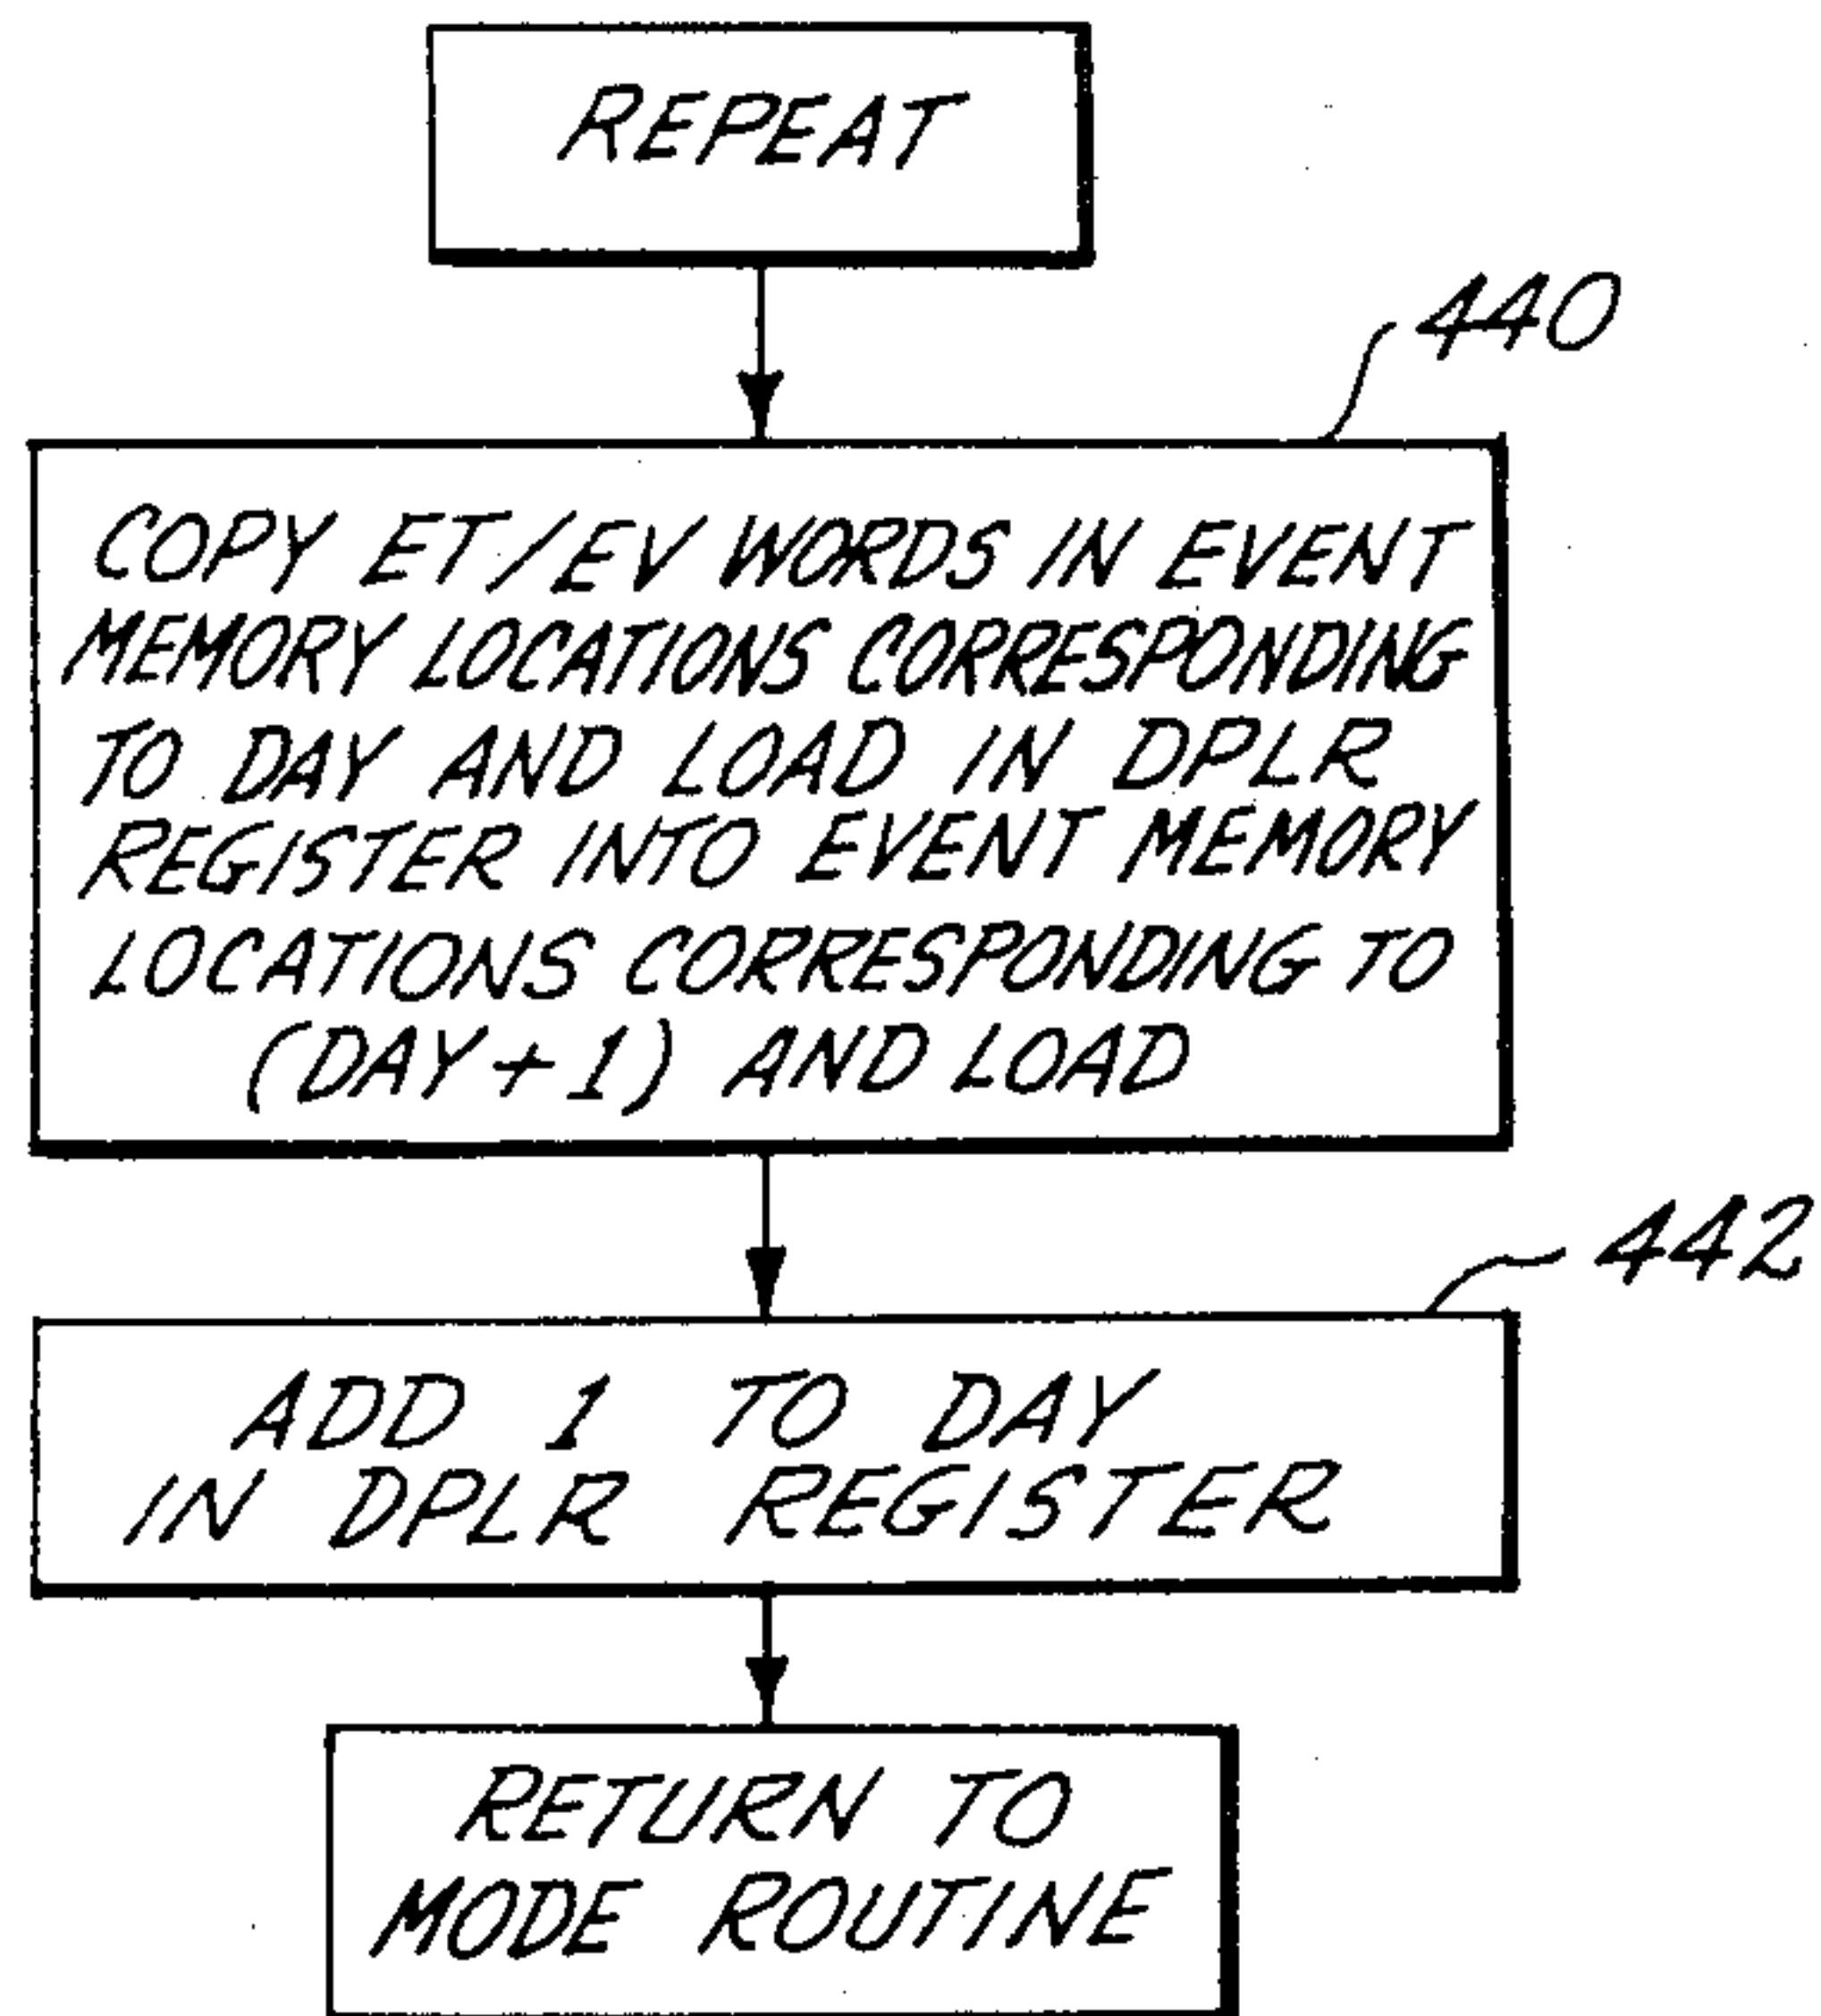 REPEAT
440
COPY ET/EV WORDS IN EVENT
MEMORY LOCATIONS CORRESPONDING
TO DAY AND LOAD IN DPLR
REGISTER INTO EVENT MEMORY
LOCATIONS CORRESPONDING TO
(DAY + 1) AND LOAD
442
ADD 1 TO DAY
IN DPLR REGISTER
RETURN TO
MODE ROUTINE